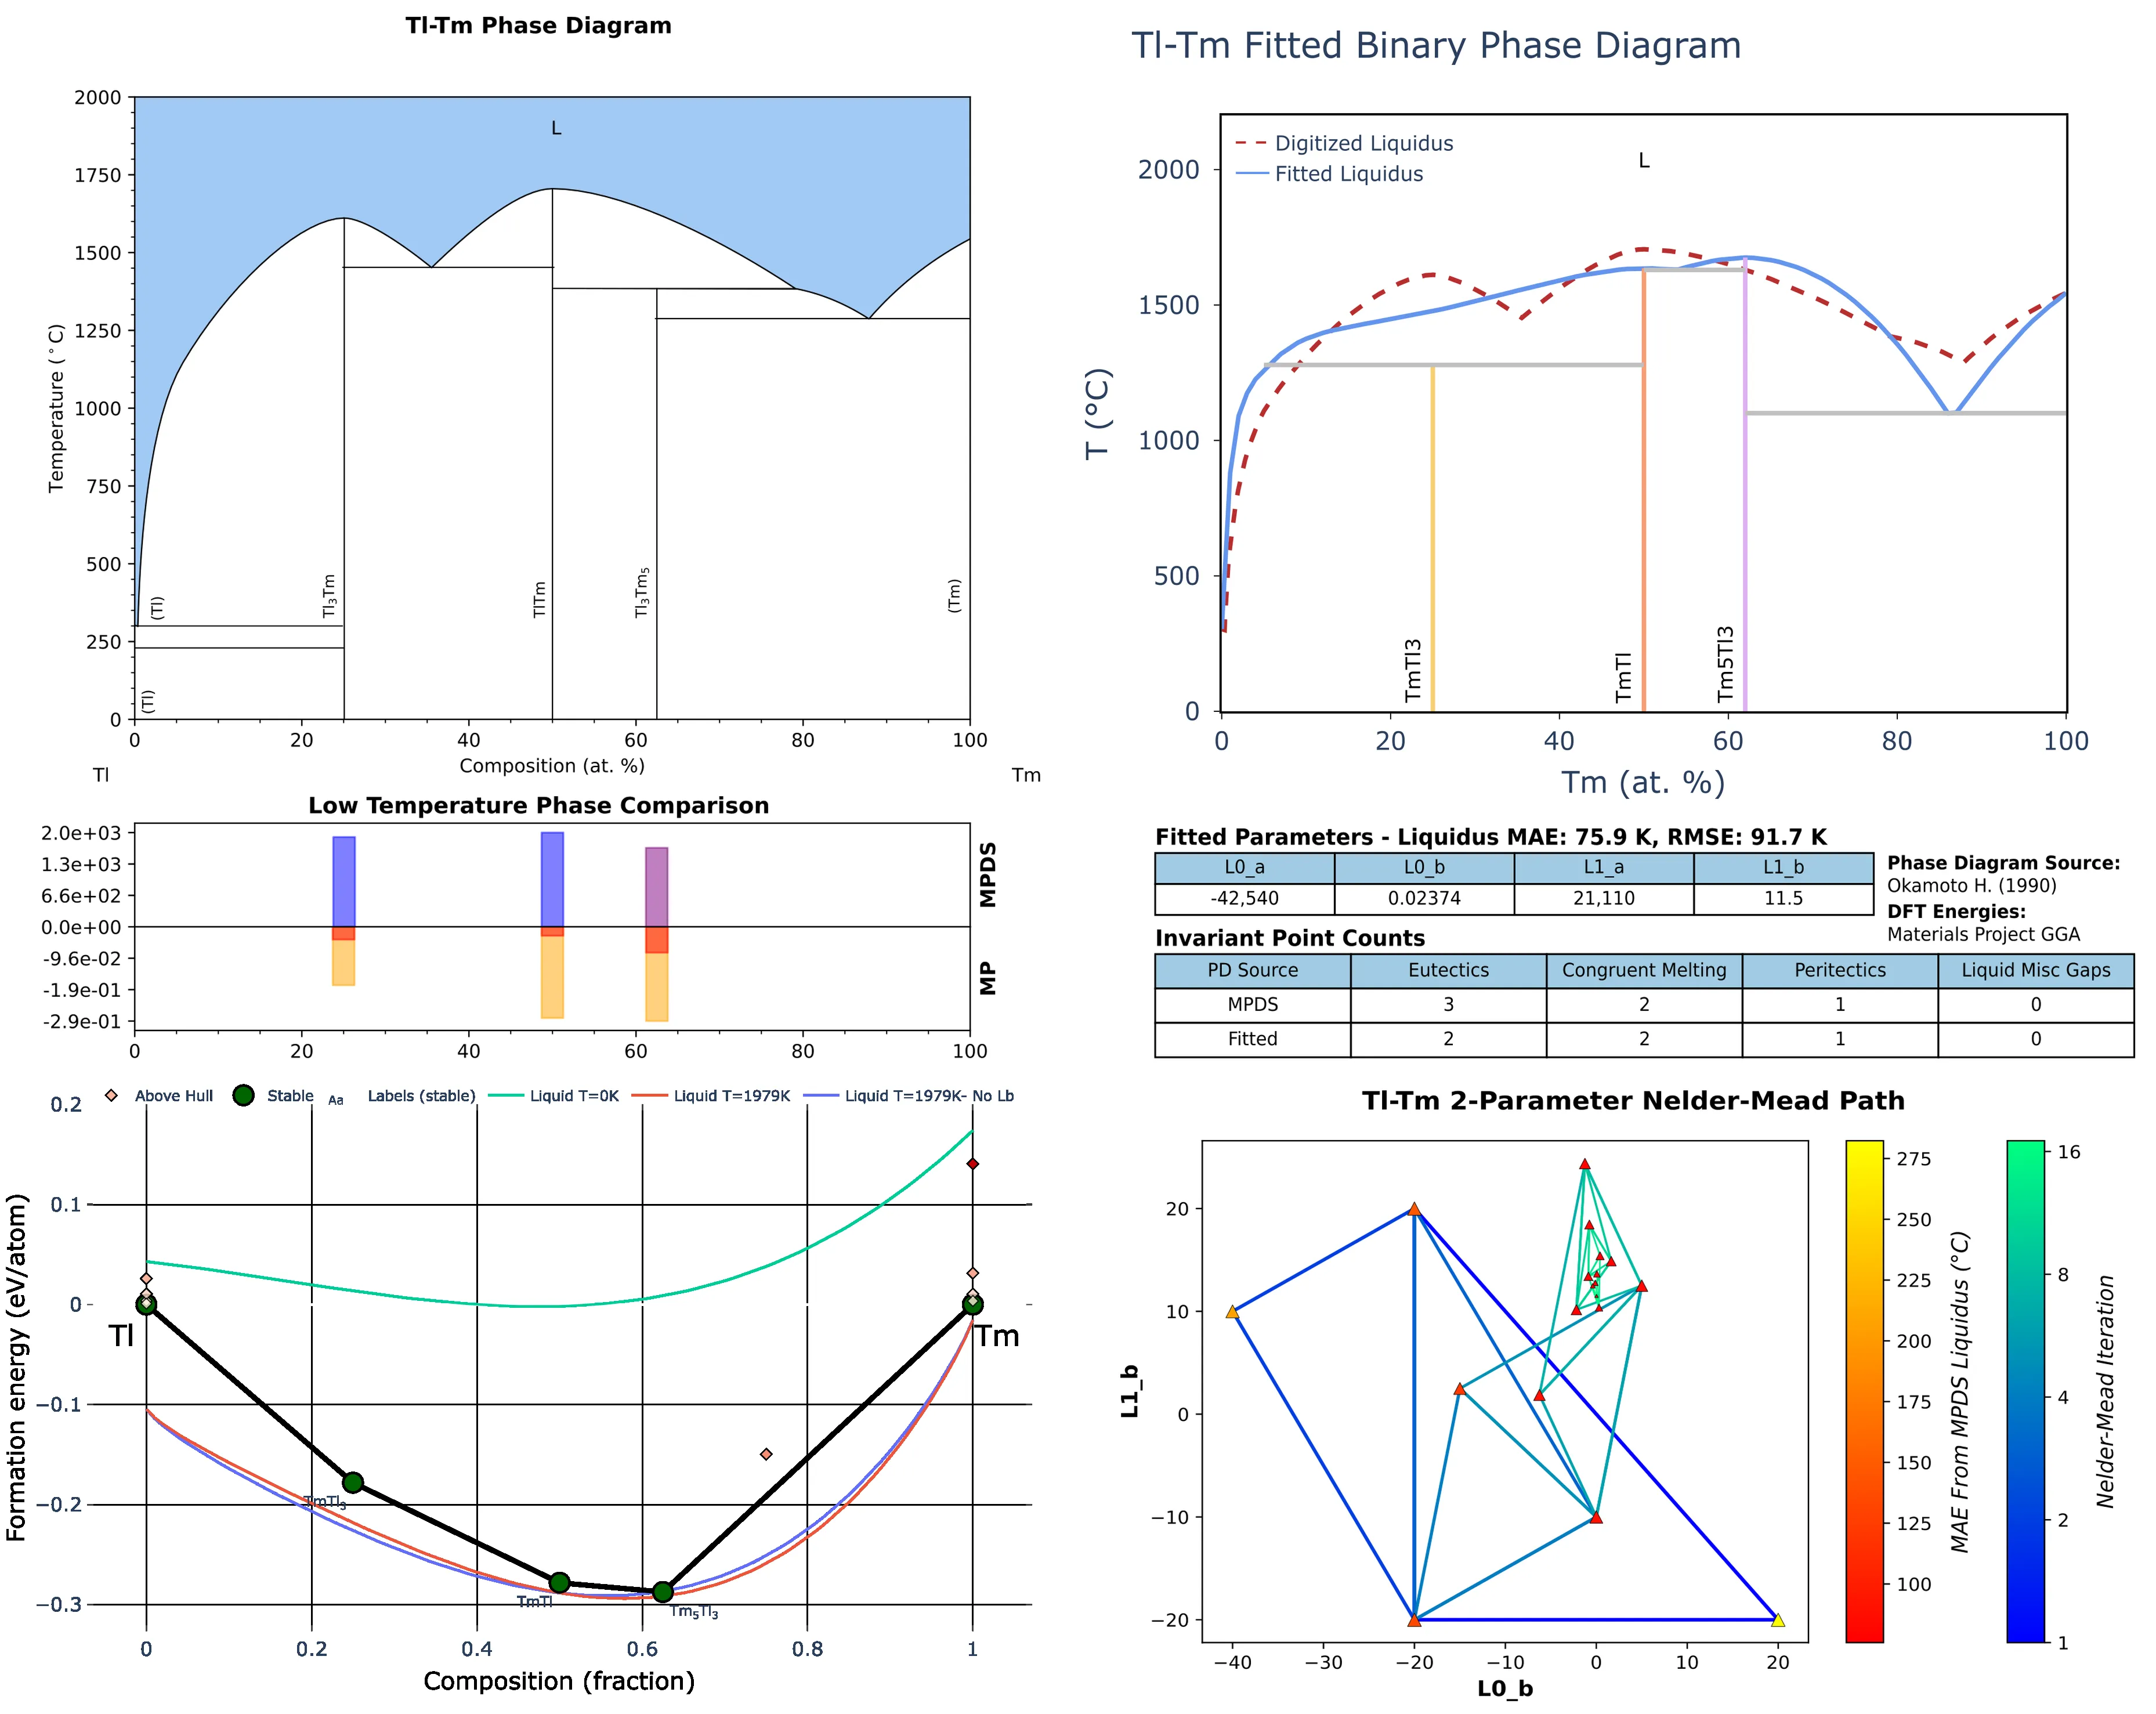 Tl-Tm Phase Diagram
2000
1750
1500
1250
1000
750
500
250
0
Temperature (°C)
L
(Tl)
(Tl)
Tl3Tm
TlTm
Tl3Tm5
(Tm)
0 20 40 60 80 100
Composition (at. %)
Tl Tm
Tl-Tm Fitted Binary Phase Diagram
Digitized Liquidus
Fitted Liquidus
L
2000
1500
1000
500
0
T (°C)
TmTl3
TmTl
Tm5Tl3
0 20 40 60 80 100
Tm (at. %)
Low Temperature Phase Comparison
2.0e+03
1.3e+03
6.6e+02
0.0e+00
-9.6e-02
-1.9e-01
-2.9e-01
MPDS
MP
0 20 40 60 80 100
Fitted Parameters - Liquidus MAE: 75.9 K, RMSE: 91.7 K
L0_a L0_b L1_a L1_b
-42,540 0.02374 21,110 11.5
Phase Diagram Source:
Okamoto H. (1990)
DFT Energies:
Materials Project GGA
Invariant Point Counts
PD Source Eutectics Congruent Melting Peritectics Liquid Misc Gaps
MPDS 3 2 1 0
Fitted 2 2 1 0
Above Hull Stable Aa Labels (stable) Liquid T=0K Liquid T=1979K Liquid T=1979K- No Lb
0.2
0.1
0
−0.1
−0.2
−0.3
Formation energy (eV/atom)
Tl
Tm
TmTl3
TmTl
Tm5Tl3
0 0.2 0.4 0.6 0.8 1
Composition (fraction)
Tl-Tm 2-Parameter Nelder-Mead Path
20
10
0
−10
−20
L1_b
−40 −30 −20 −10 0 10 20
L0_b
275
250
225
200
175
150
125
100
MAE From MPDS Liquidus (°C)
16
8
4
2
1
Nelder-Mead Iteration